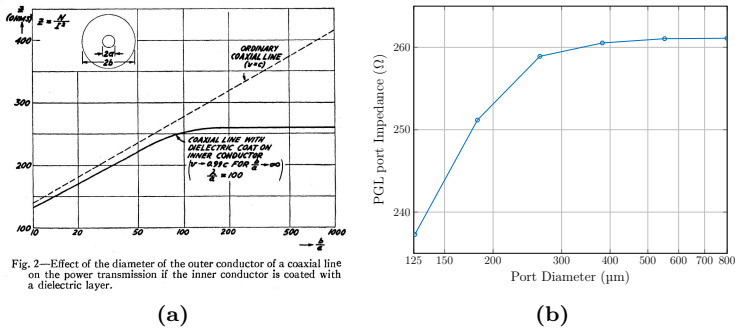 Z
(OHMS)
Z = N/I²
2a
2b
400
300
200
100
ORDINARY
COAXIAL LINE
(v=c)
COAXIAL LINE WITH
DIELECTRIC COAT ON
INNER CONDUCTOR
(v→0.99c FOR b/a→∞
λ/a = 100)
10 20 50 100 200 500 1000
→ b/a
Fig. 2—Effect of the diameter of the outer conductor of a coaxial line
on the power transmission if the inner conductor is coated with
a dielectric layer.
(a)
PGL port Impedance (Ω)
260
250
240
125 150 200 300 400 500 600 700 800
Port Diameter (µm)
(b)